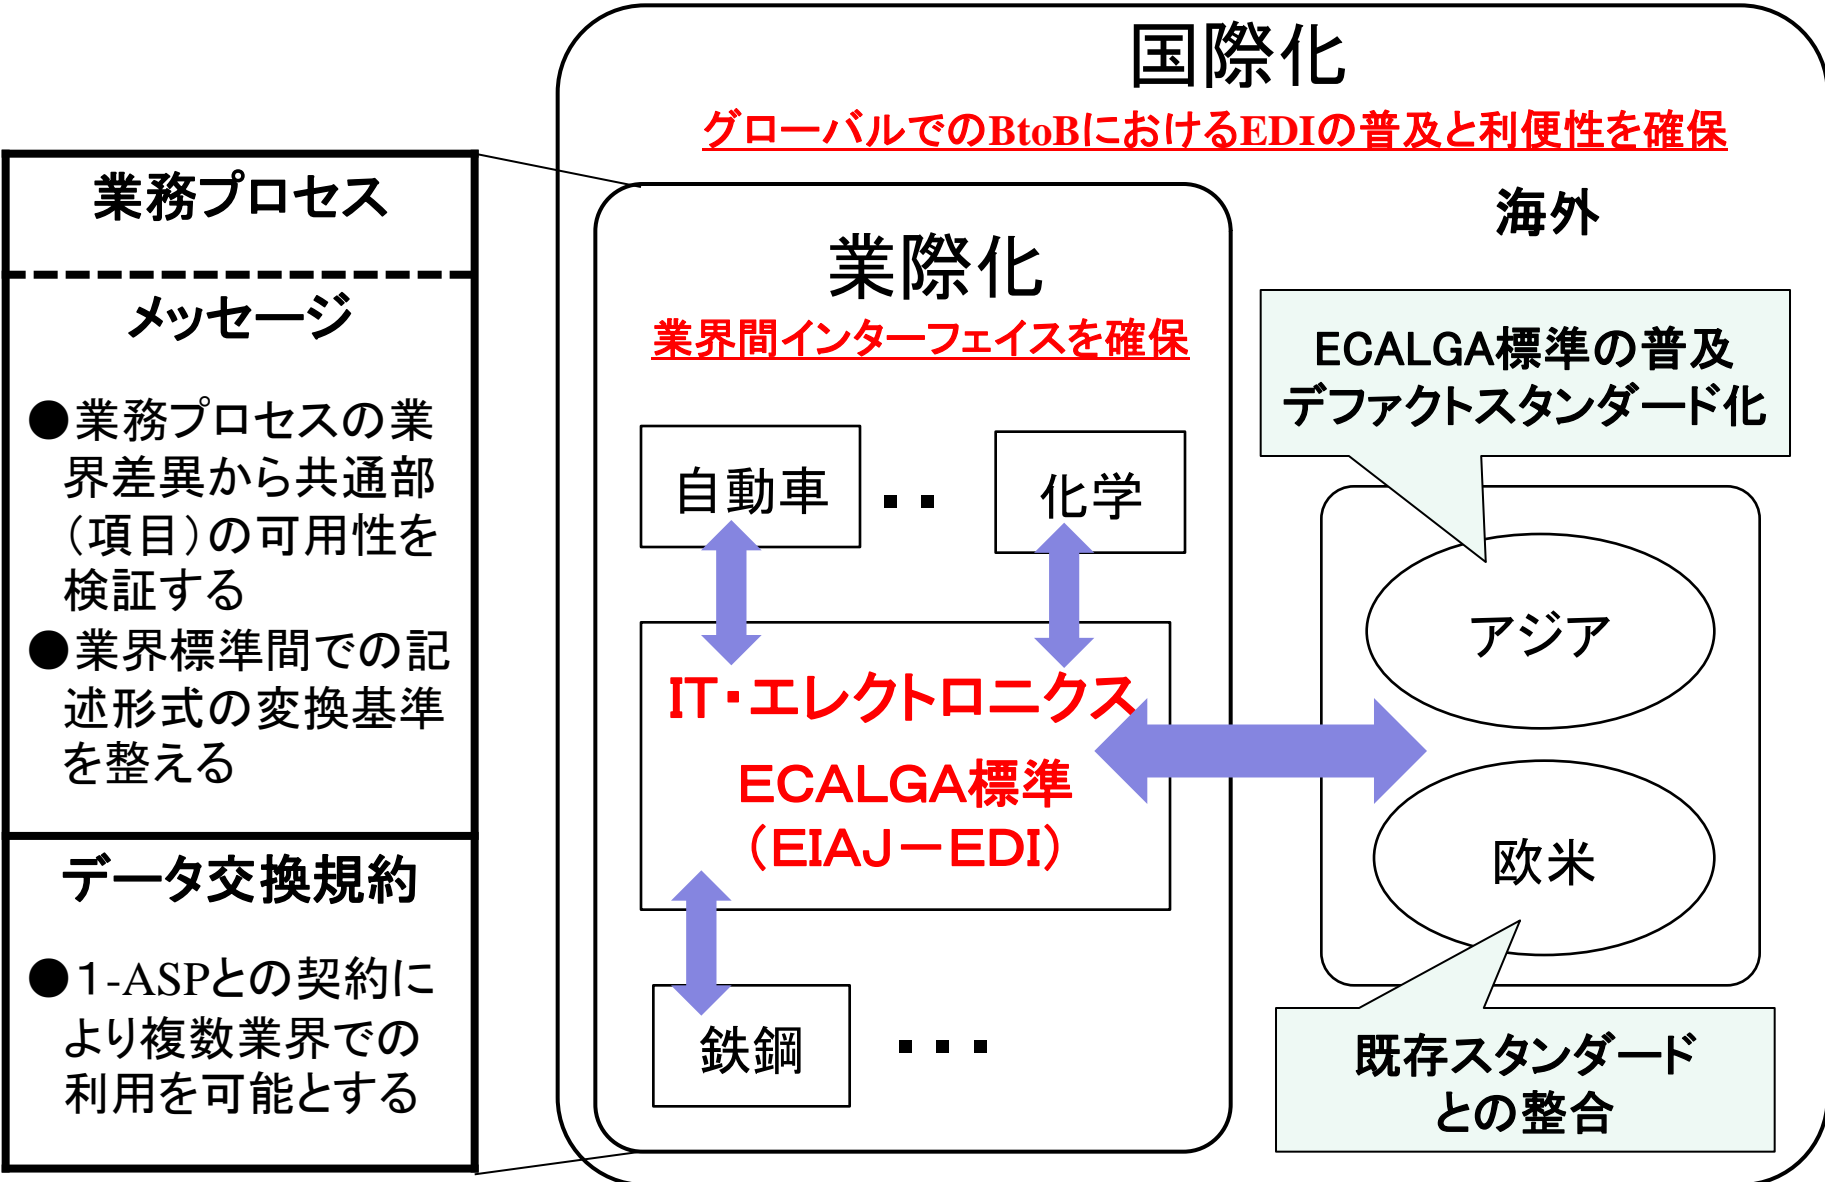 国際化
グローバルでのBtoBにおけるEDIの普及と利便性を確保
業務プロセス
メッセージ
●業務プロセスの業
界差異から共通部
（項目）の可用性を
検証する
●業界標準間での記
述形式の変換基準
を整える
データ交換規約
●1-ASPとの契約に
より複数業界での
利用を可能とする
業際化
業界間インターフェイスを確保
自動車
・・
化学
IT・エレクトロニクス
ECALGA標準
（EIAJ－EDI）
鉄鋼
・・・
海外
ECALGA標準の普及
デファクトスタンダード化
アジア
欧米
既存スタンダード
との整合